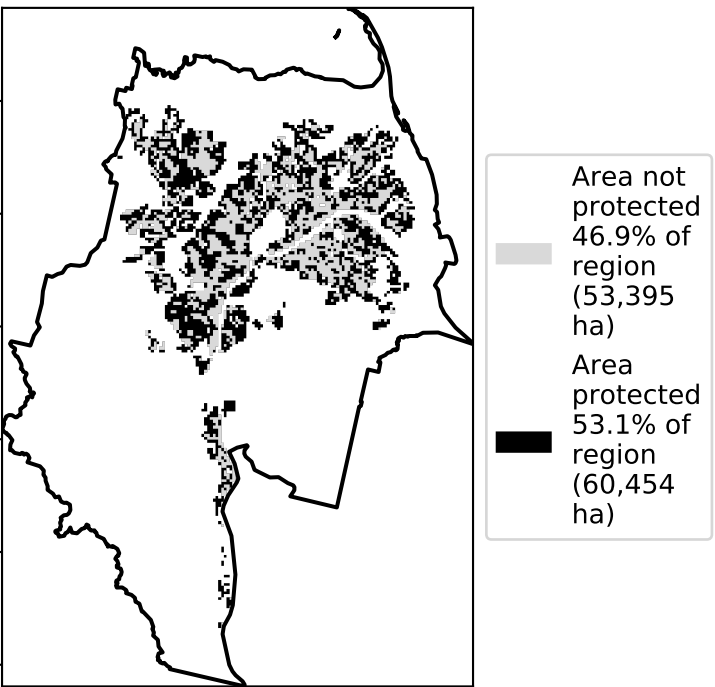 Area not
protected
46.9% of
region
(53,395
ha)
Area
protected
53.1% of
region
(60,454
ha)